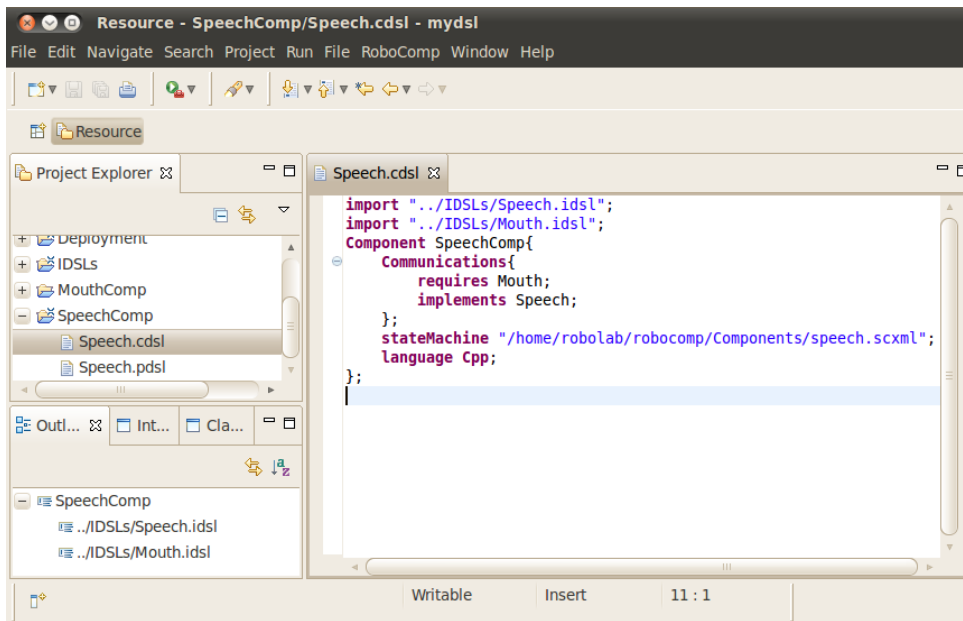 Resource - SpeechComp/Speech.cdsl - mydsl
File Edit Navigate Search Project Run File RoboComp Window Help
Resource
Project Explorer
Deployment
IDSLs
MouthComp
SpeechComp
Speech.cdsl
Speech.pdsl
Outl... Int... Cla...
SpeechComp
../IDSLs/Speech.idsl
../IDSLs/Mouth.idsl
Speech.cdsl
import "../IDSLs/Speech.idsl";
import "../IDSLs/Mouth.idsl";
Component SpeechComp{
Communications{
requires Mouth;
implements Speech;
};
stateMachine "/home/robolab/robocomp/Components/speech.scxml";
language Cpp;
};
Writable Insert 11 : 1